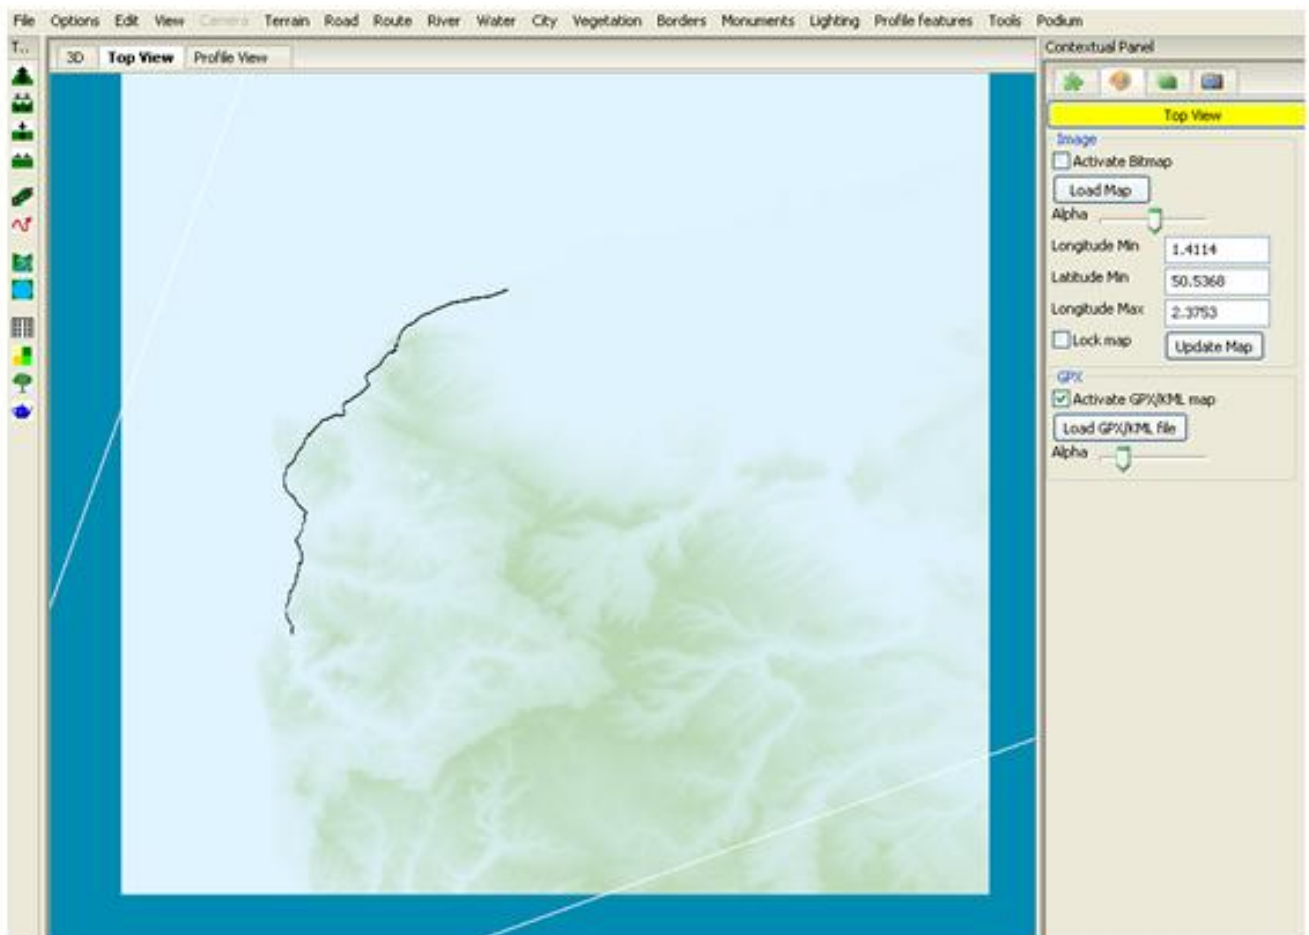 File Options Edit View Camera Terrain Road Route River Water City Vegetation Borders Monuments Lighting Profile features Tools Podium
T..
3D Top View Profile View
Contextual Panel
Top View
Image
Activate Bitmap
Load Map
Alpha
Longitude Min 1.4114
Latitude Min 50.5368
Longitude Max 2.3753
Lock map Update Map
GPX
Activate GPX/KML map
Load GPX/KML file
Alpha